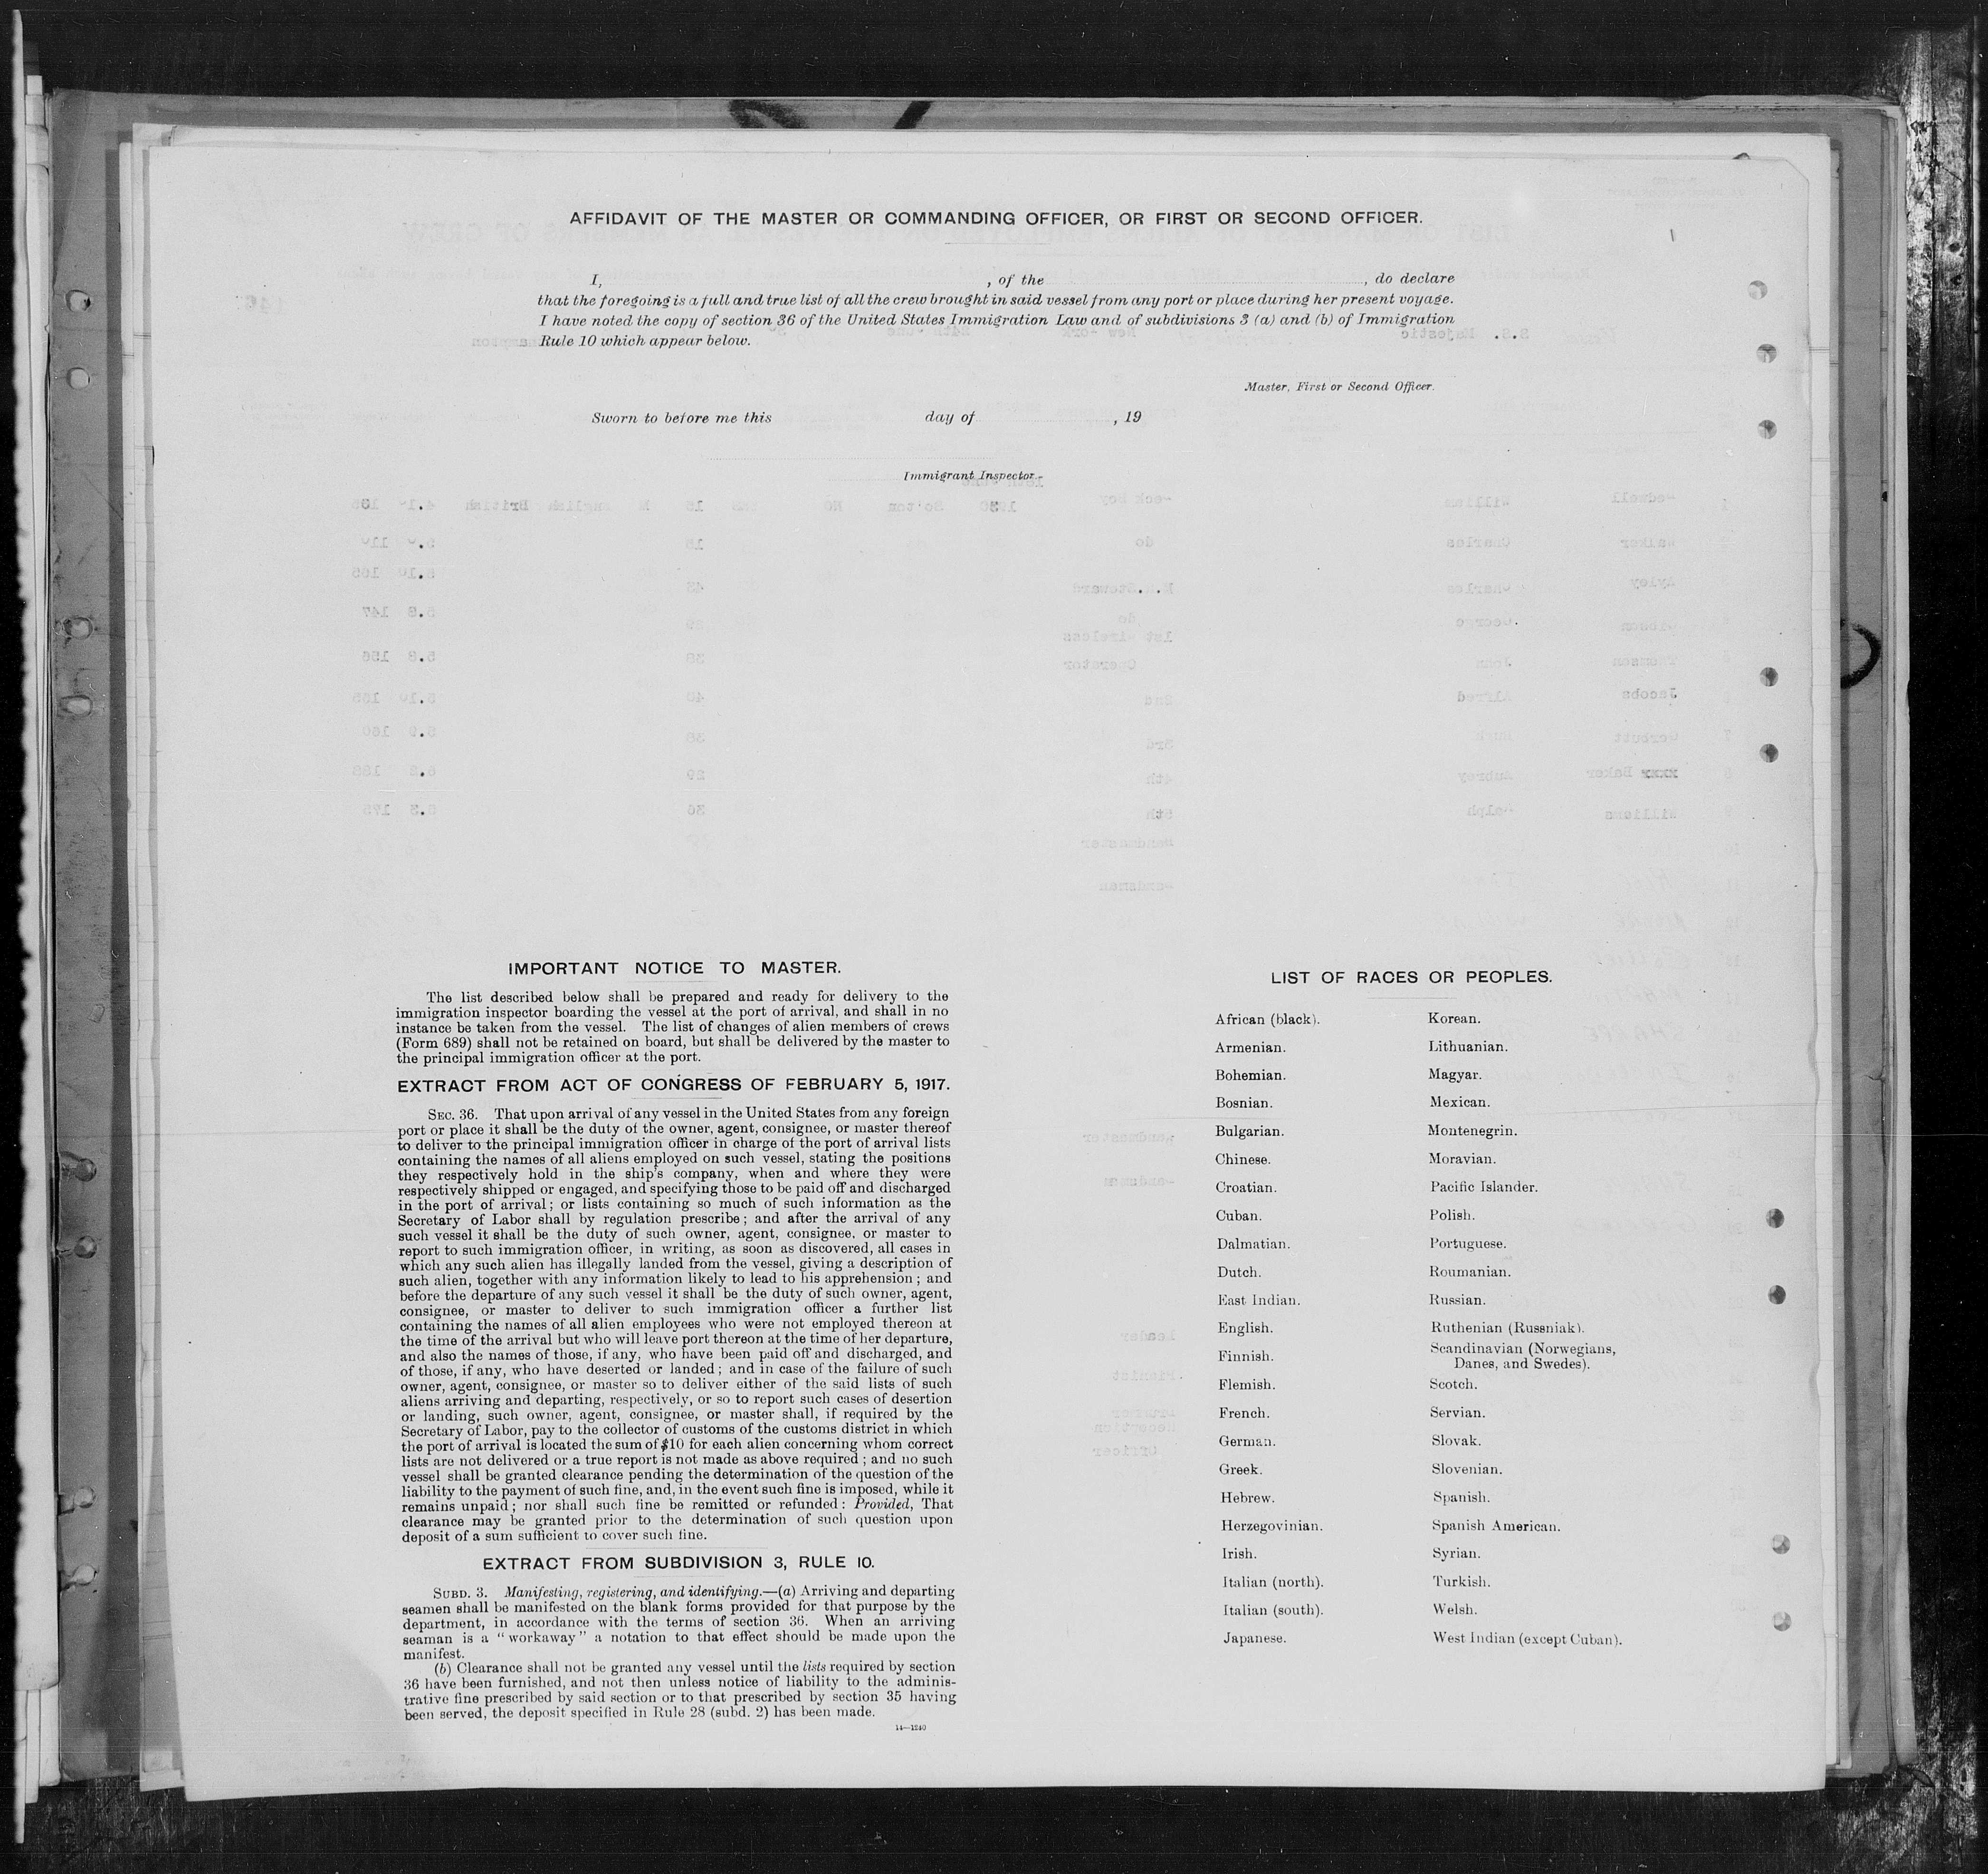 AFFIDAVIT OF THE MASTER OR COMMANDING OFFICER, OR FIRST OR SECOND OFFICER.
I, , of the , do declare
that the foregoing is a full and true list of all the crew brought in said vessel from any port or place during her present voyage.
I have noted the copy of section 36 of the United States Immigration Law and of subdivisions 3 (a) and (b) of Immigration
Rule 10 which appear below.
Master, First or Second Officer.
Sworn to before me this day of , 19
Immigrant Inspector.
IMPORTANT NOTICE TO MASTER.
The list described below shall be prepared and ready for delivery to the
immigration inspector boarding the vessel at the port of arrival, and shall in no
instance be taken from the vessel. The list of changes of alien members of crews
(Form 689) shall not be retained on board, but shall be delivered by the master to
the principal immigration officer at the port.
EXTRACT FROM ACT OF CONGRESS OF FEBRUARY 5, 1917.
SEC. 36. That upon arrival of any vessel in the United States from any foreign
port or place it shall be the duty of the owner, agent, consignee, or master thereof
to deliver to the principal immigration officer in charge of the port of arrival lists
containing the names of all aliens employed on such vessel, stating the positions
they respectively hold in the ship's company, when and where they were
respectively shipped or engaged, and specifying those to be paid off and discharged
in the port of arrival; or lists containing so much of such information as the
Secretary of Labor shall by regulation prescribe; and after the arrival of any
such vessel it shall be the duty of such owner, agent, consignee, or master to
report to such immigration officer, in writing, as soon as discovered, all cases in
which any such alien has illegally landed from the vessel, giving a description of
such alien, together with any information likely to lead to his apprehension; and
before the departure of any such vessel it shall be the duty of such owner, agent,
consignee, or master to deliver to such immigration officer a further list
containing the names of all alien employees who were not employed thereon at
the time of the arrival but who will leave port thereon at the time of her departure,
and also the names of those, if any, who have been paid off and discharged, and
of those, if any, who have deserted or landed; and in case of the failure of such
owner, agent, consignee, or master so to deliver either of the said lists of such
aliens arriving and departing, respectively, or so to report such cases of desertion
or landing, such owner, agent, consignee, or master shall, if required by the
Secretary of Labor, pay to the collector of customs of the customs district in which
the port of arrival is located the sum of $10 for each alien concerning whom correct
lists are not delivered or a true report is not made as above required; and no such
vessel shall be granted clearance pending the determination of the question of the
liability to the payment of such fine, and, in the event such fine is imposed, while it
remains unpaid; nor shall such fine be remitted or refunded: Provided, That
clearance may be granted prior to the determination of such question upon
deposit of a sum sufficient to cover such fine.
EXTRACT FROM SUBDIVISION 3, RULE 10.
SUBD. 3. Manifesting, registering, and identifying.—(a) Arriving and departing
seamen shall be manifested on the blank forms provided for that purpose by the
department, in accordance with the terms of section 36. When an arriving
seaman is a "workaway" a notation to that effect should be made upon the
manifest.
(b) Clearance shall not be granted any vessel until the lists required by section
36 have been furnished, and not then unless notice of liability to the adminis-
trative fine prescribed by said section or to that prescribed by section 35 having
been served, the deposit specified in Rule 28 (subd. 2) has been made.
14—1240
LIST OF RACES OR PEOPLES.
African (black).
Armenian.
Bohemian.
Bosnian.
Bulgarian.
Chinese.
Croatian.
Cuban.
Dalmatian.
Dutch.
East Indian.
English.
Finnish.
Flemish.
French.
German.
Greek.
Hebrew.
Herzegovinian.
Irish.
Italian (north).
Italian (south).
Japanese.
Korean.
Lithuanian.
Magyar.
Mexican.
Montenegrin.
Moravian.
Pacific Islander.
Polish.
Portuguese.
Roumanian.
Russian.
Ruthenian (Russniak).
Scandinavian (Norwegians,
Danes, and Swedes).
Scotch.
Servian.
Slovak.
Slovenian.
Spanish.
Spanish American.
Syrian.
Turkish.
Welsh.
West Indian (except Cuban).